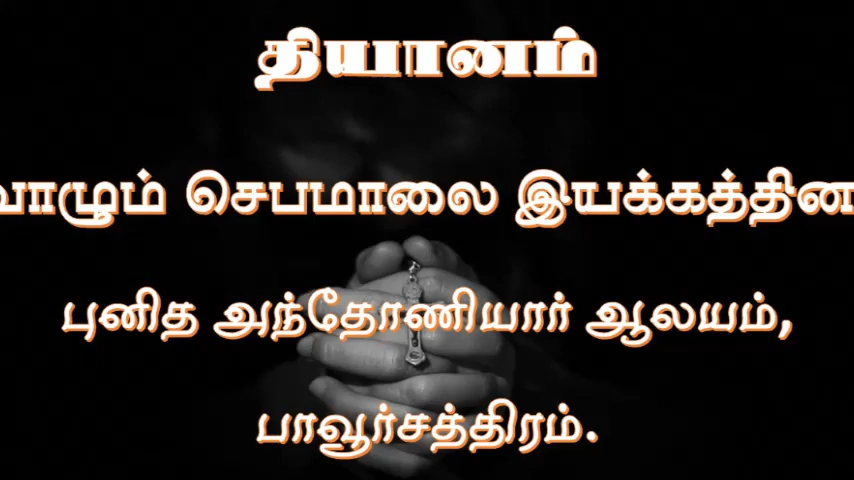 தியானம்
வாழும் செபமாலை இயக்கத்தின
புனித அந்தோணியார் ஆலயம்,
பாவூர்சத்திரம்.